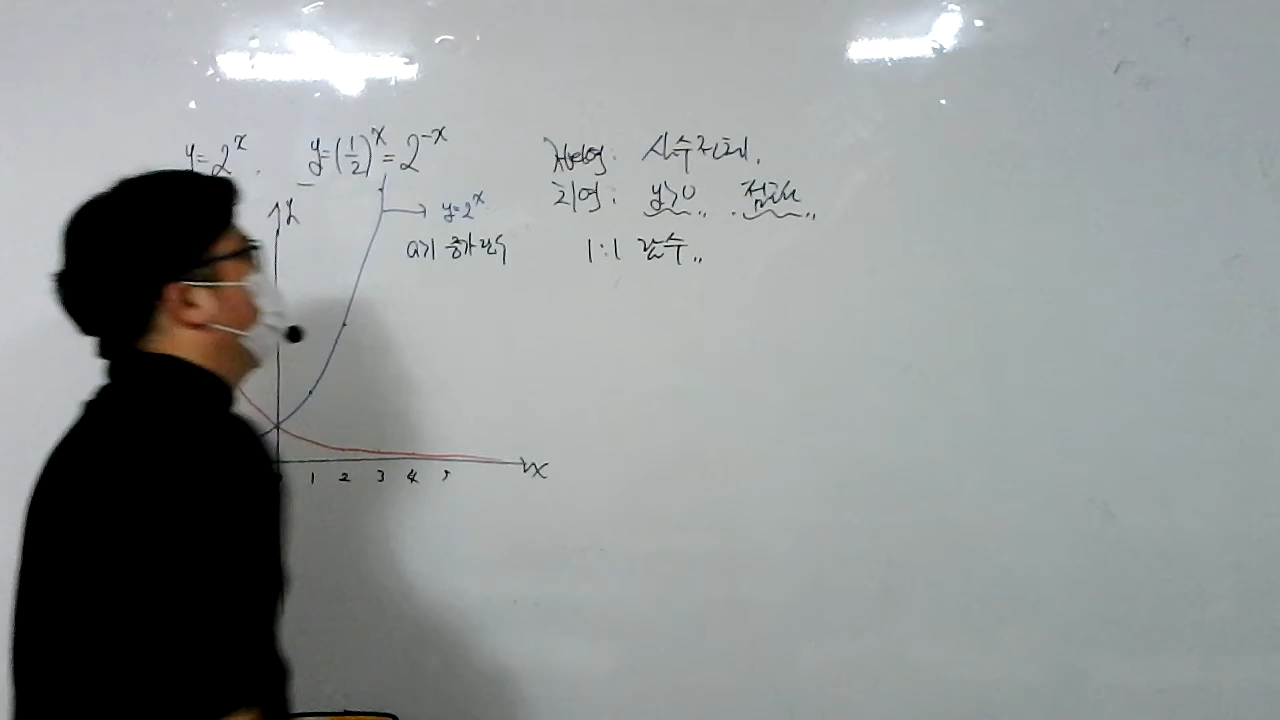 y=2^x . y=(1/2)^x=2^-x
정의역: 실수전체.
치역: y>0 .. . 점근선 ..
y
→ y=2^x
증가함수
1:1 함수..
1 2 3 4 5
x